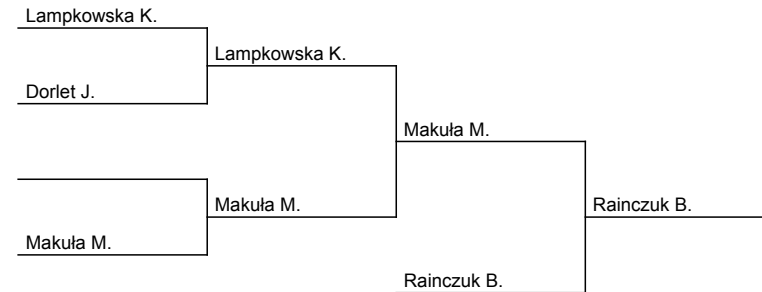 Lampkowska K.
Lampkowska K.
Dorlet J.
Makuła M.
Makuła M.
Rainczuk B.
Makuła M.
Rainczuk B.